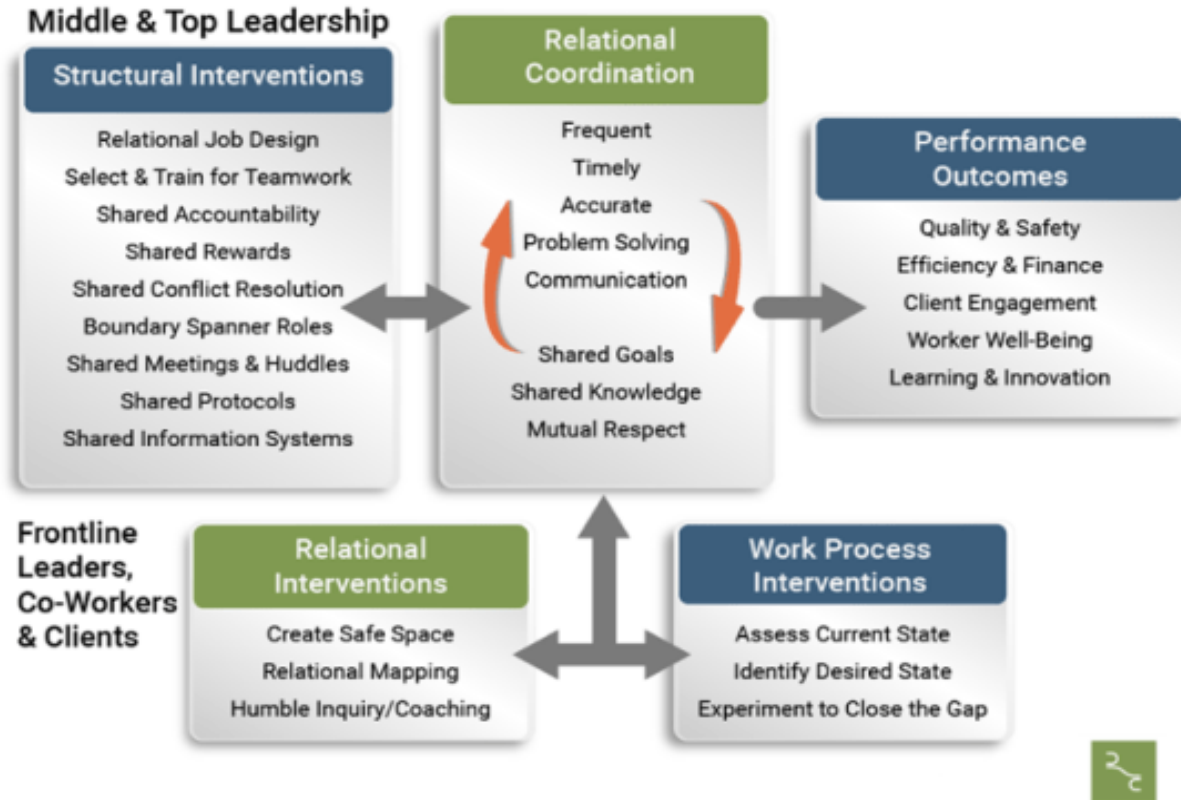 Middle & Top Leadership
Structural Interventions
Relational Job Design
Select & Train for Teamwork
Shared Accountability
Shared Rewards
Shared Conflict Resolution
Boundary Spanner Roles
Shared Meetings & Huddles
Shared Protocols
Shared Information Systems
Relational
Coordination
Frequent
Timely
Accurate
Problem Solving
Communication
Shared Goals
Shared Knowledge
Mutual Respect
Performance
Outcomes
Quality & Safety
Efficiency & Finance
Client Engagement
Worker Well-Being
Learning & Innovation
Frontline
Leaders,
Co-Workers
& Clients
Relational
Interventions
Create Safe Space
Relational Mapping
Humble Inquiry/Coaching
Work Process
Interventions
Assess Current State
Identify Desired State
Experiment to Close the Gap